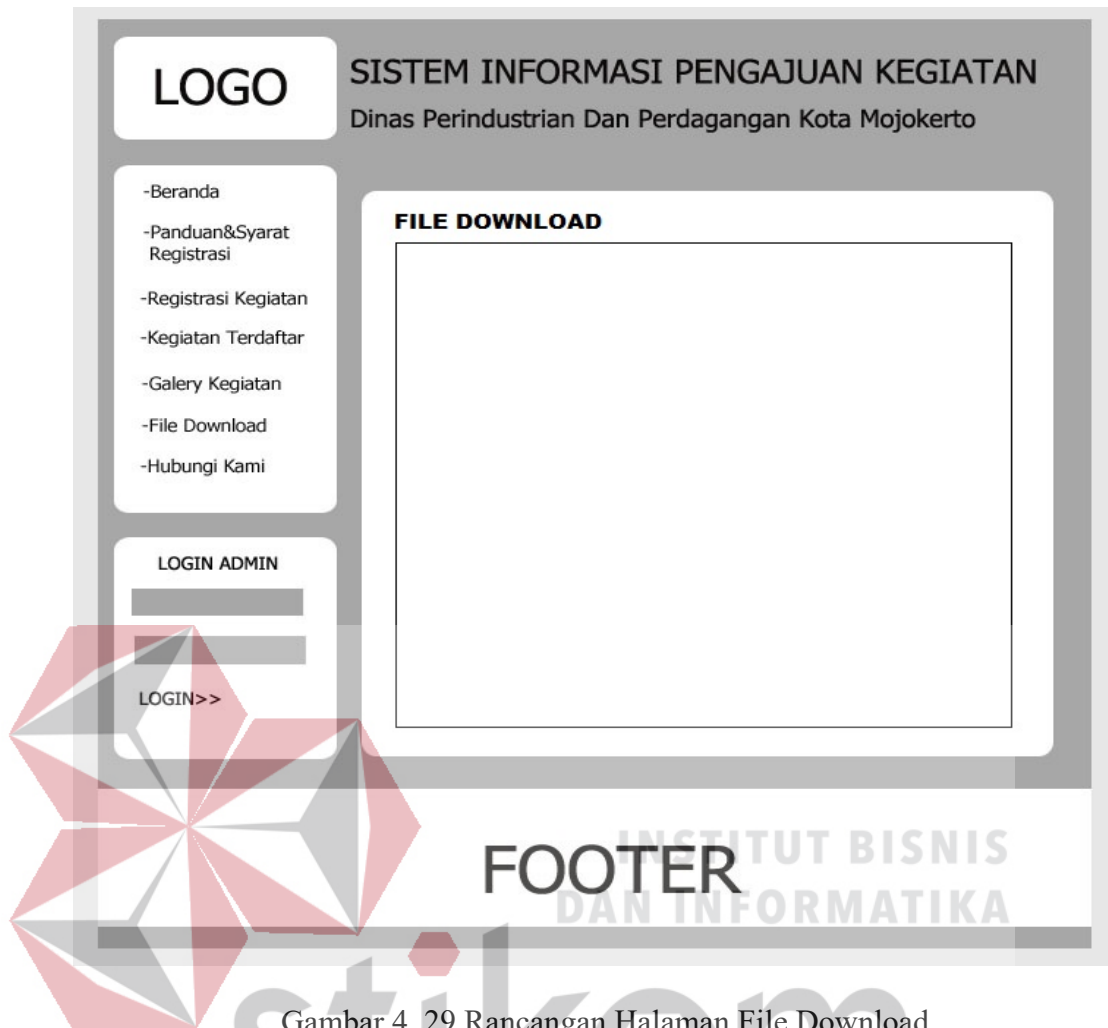 LOGO
SISTEM INFORMASI PENGAJUAN KEGIATAN
Dinas Perindustrian Dan Perdagangan Kota Mojokerto
-Beranda
-Panduan&Syarat
Registrasi
-Registrasi Kegiatan
-Kegiatan Terdaftar
-Galery Kegiatan
-File Download
-Hubungi Kami
LOGIN ADMIN
LOGIN>>
FILE DOWNLOAD
FOOTER
INSTITUT BISNIS
DAN INFORMATIKA
stikom
Gambar 4. 29 Rancangan Halaman File Download